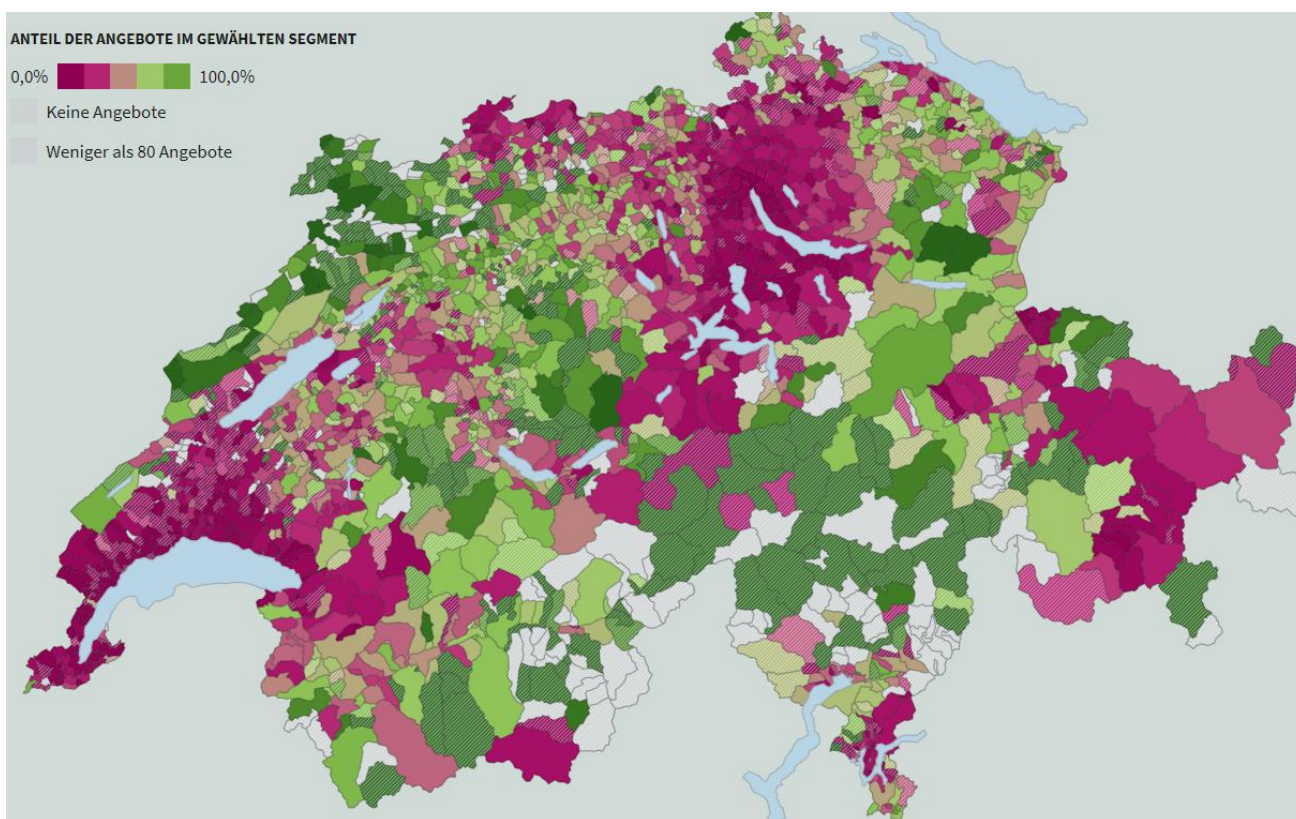 ANTEIL DER ANGEBOTE IM GEWÄHLTEN SEGMENT
0,0% 100,0%
Keine Angebote
Weniger als 80 Angebote